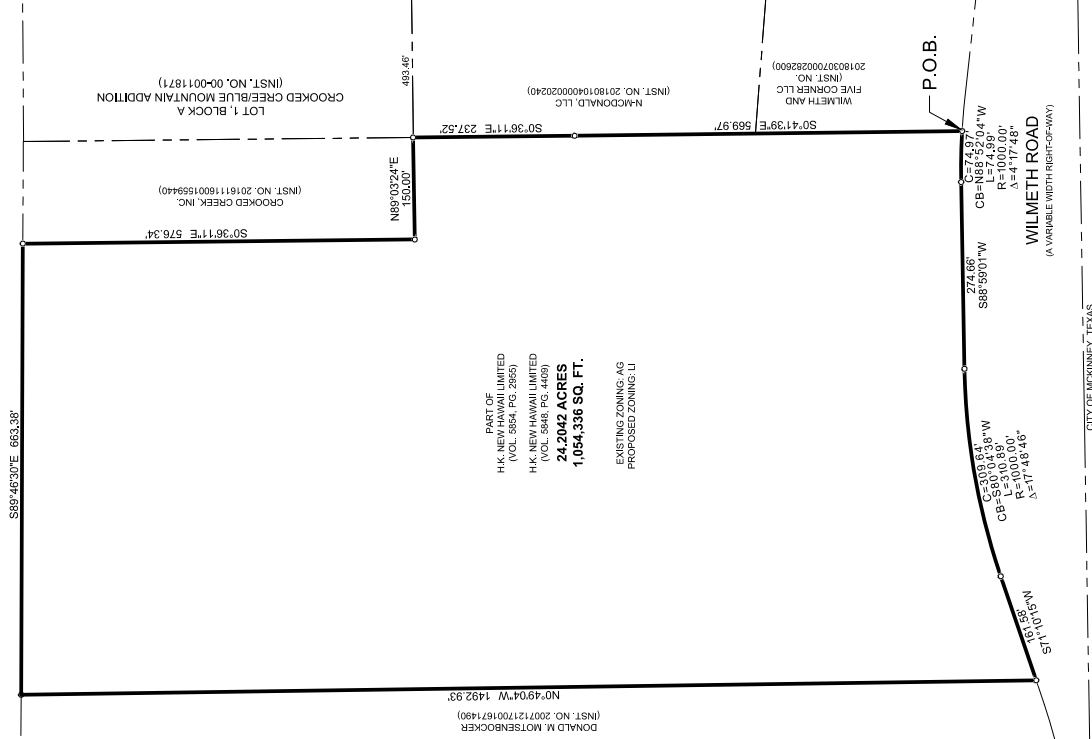 LOT 1, BLOCK A
CROOKED CREE/BLUE MOUNTAIN ADDITION
(INST. NO. 00-0011871)
493.46'
N-MCDONALD, LLC
(INST. NO. 20180104000020240)
WILMETH AND
FIVE CORNER LLC
(INST. NO.
20180307000282600)
P.O.B.
CROOKED CREEK, INC.
(INST. NO. 20161116001559440)
N89°03'24"E
150.00'
S0°36'11"E 237.52'
S0°41'39"E 569.97'
S0°36'11"E 576.34'
C=74.97'
CB=N88°52'04"W
L=74.99'
R=1000.00'
Δ=4°17'48"
WILMETH ROAD
(A VARIABLE WIDTH RIGHT-OF-WAY)
274.66'
S88°59'01"W
S89°46'30"E 663.38'
PART OF
H.K. NEW HAWAII LIMITED
(VOL. 5854, PG. 2955)
H.K. NEW HAWAII LIMITED
(VOL. 5848, PG. 4409)
24.2042 ACRES
1,054,336 SQ. FT.
EXISTING ZONING: AG
PROPOSED ZONING: LI
C=309.64'
CB=S80°04'38"W
L=310.89'
R=1000.00'
Δ=17°48'46"
CITY OF MCKINNEY, TEXAS
161.58'
S71°10'15"W
N0°49'04"W 1492.93'
DONALD M. MOTSENBOCKER
(INST. NO. 20071217001671490)